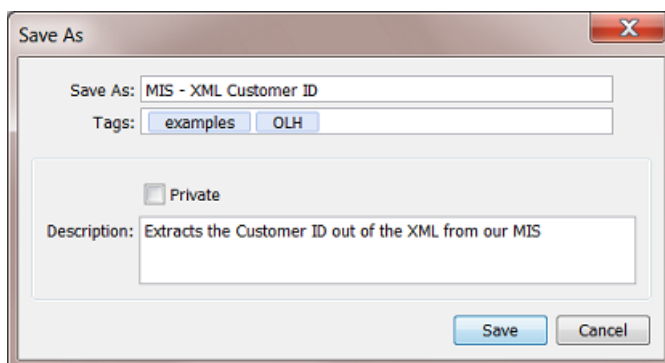 Save As
Save As: MIS - XML Customer ID
Tags: examples OLH
Private
Description: Extracts the Customer ID out of the XML from our MIS
Save Cancel